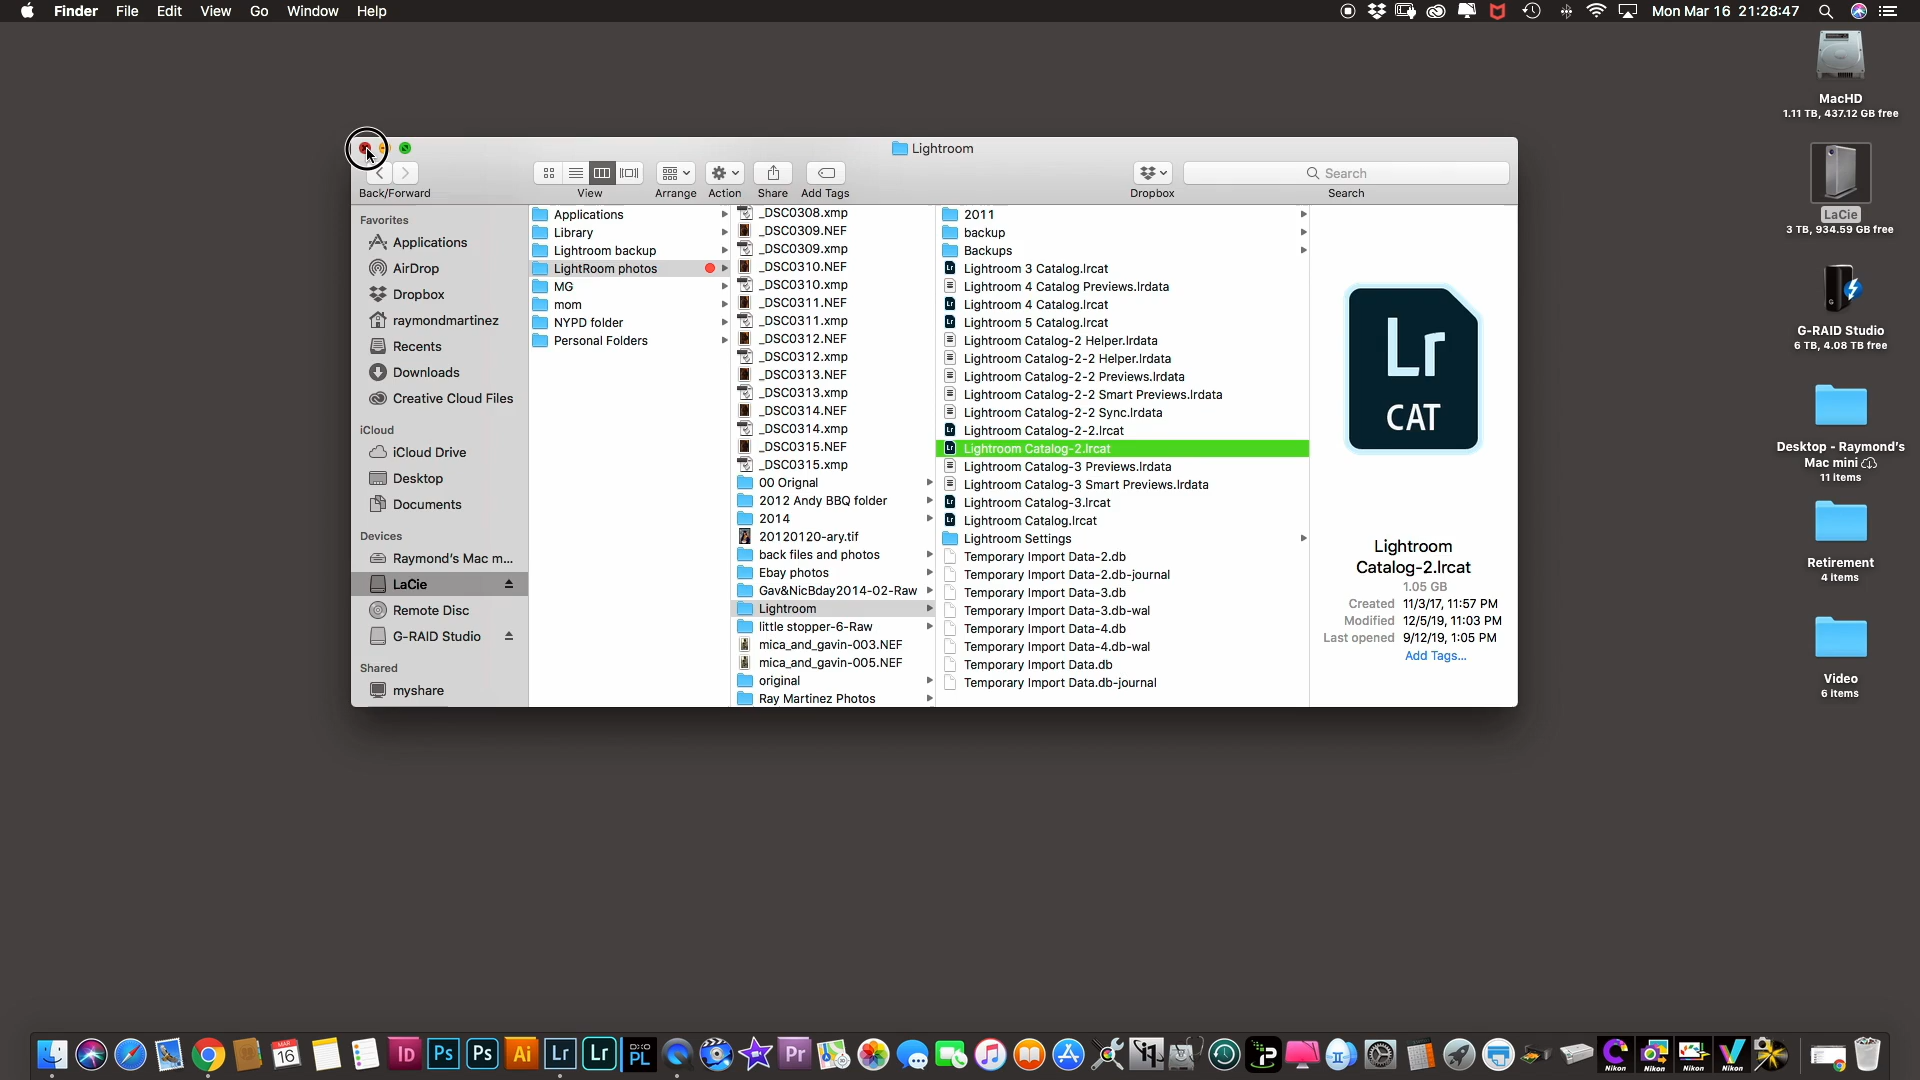 Finder File Edit View Go Window Help
Mon Mar 16 21:28:47
MacHD
1.11 TB, 437.12 GB free
LaCie
3 TB, 934.59 GB free
G-RAID Studio
6 TB, 4.08 TB free
Desktop - Raymond's
Mac mini
11 items
Retirement
4 items
Video
6 items
Lightroom
Search
Back/Forward View Arrange Action Share Add Tags Dropbox Search
Favorites
Applications
AirDrop
Dropbox
raymondmartinez
Recents
Downloads
Creative Cloud Files
iCloud
iCloud Drive
Desktop
Documents
Devices
Raymond's Mac m...
LaCie
Remote Disc
G-RAID Studio
Shared
myshare
Applications
Library
Lightroom backup
LightRoom photos
MG
mom
NYPD folder
Personal Folders
_DSC0308.xmp
_DSC0309.NEF
_DSC0309.xmp
_DSC0310.NEF
_DSC0310.xmp
_DSC0311.NEF
_DSC0311.xmp
_DSC0312.NEF
_DSC0312.xmp
_DSC0313.NEF
_DSC0313.xmp
_DSC0314.NEF
_DSC0314.xmp
_DSC0315.NEF
_DSC0315.xmp
00 Orignal
2012 Andy BBQ folder
2014
20120120-ary.tif
back files and photos
Ebay photos
Gav&NicBday2014-02-Raw
Lightroom
little stopper-6-Raw
mica_and_gavin-003.NEF
mica_and_gavin-005.NEF
original
Ray Martinez Photos
2011
backup
Backups
Lightroom 3 Catalog.lrcat
Lightroom 4 Catalog Previews.lrdata
Lightroom 4 Catalog.lrcat
Lightroom 5 Catalog.lrcat
Lightroom Catalog-2 Helper.lrdata
Lightroom Catalog-2-2 Helper.lrdata
Lightroom Catalog-2-2 Previews.lrdata
Lightroom Catalog-2-2 Smart Previews.lrdata
Lightroom Catalog-2-2 Sync.lrdata
Lightroom Catalog-2-2.lrcat
Lightroom Catalog-2.lrcat
Lightroom Catalog-3 Previews.lrdata
Lightroom Catalog-3 Smart Previews.lrdata
Lightroom Catalog-3.lrcat
Lightroom Catalog.lrcat
Lightroom Settings
Temporary Import Data-2.db
Temporary Import Data-2.db-journal
Temporary Import Data-3.db
Temporary Import Data-3.db-wal
Temporary Import Data-4.db
Temporary Import Data-4.db-wal
Temporary Import Data.db
Temporary Import Data.db-journal
Lr
CAT
Lightroom
Catalog-2.lrcat
1.05 GB
Created 11/3/17, 11:57 PM
Modified 12/5/19, 11:03 PM
Last opened 9/12/19, 1:05 PM
Add Tags...
MAR
16
Id Ps Ps Ai Lr Lr DXO PL Pr
Nikon Nikon Nikon Nikon